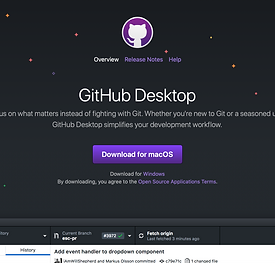 Overview Release Notes Help
GitHub Desktop
us on what matters instead of fighting with Git. Whether you're new to Git or a seasoned u
GitHub Desktop simplifies your development workflow.
Download for macOS
Download for Windows
By downloading, you agree to the Open Source Applications Terms.
Current Branch
esc-pr
#3972
Fetch origin
Last fetched 3 minutes ago
History
Add event handler to dropdown component
and Markus Olsson committed
c79e71c
1 changed file